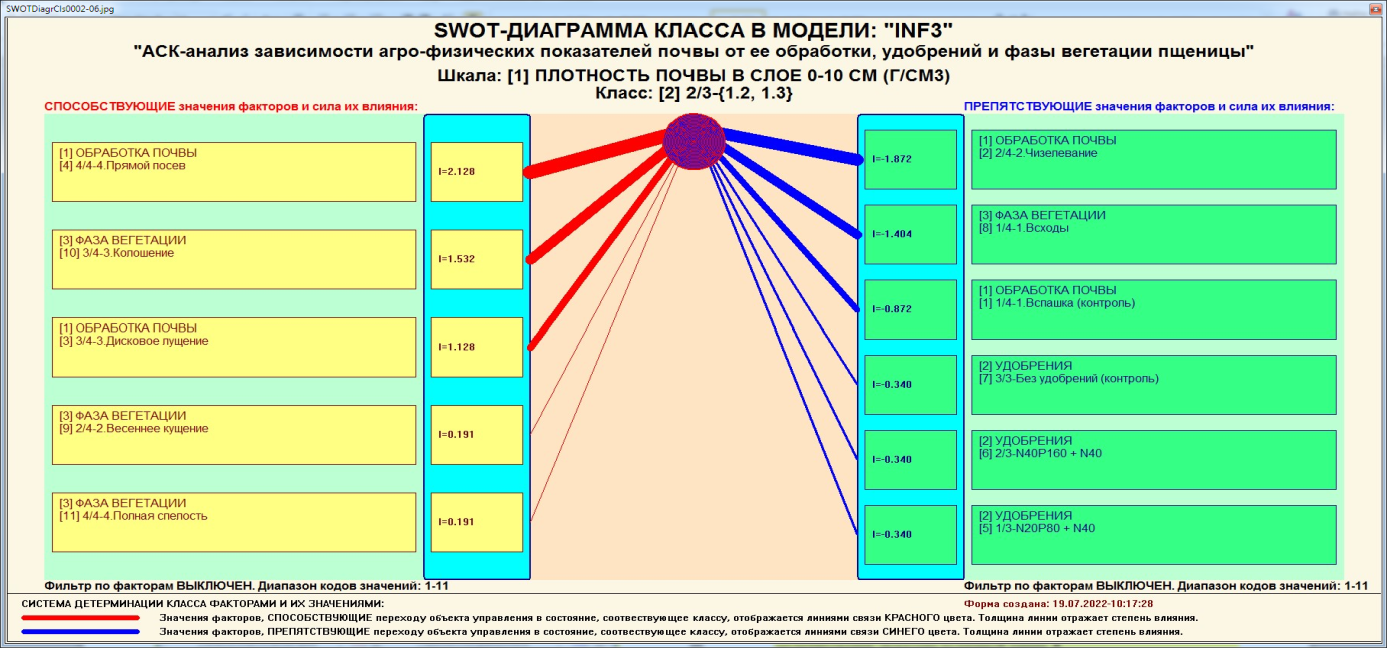 SWOTDiagrCls0002-06.jpg
SWOT-ДИАГРАММА КЛАССА В МОДЕЛИ: "INF3"
"АСК-анализ зависимости агро-физических показателей почвы от ее обработки, удобрений и фазы вегетации пщеницы"
Шкала: [1] ПЛОТНОСТЬ ПОЧВЫ В СЛОЕ 0-10 СМ (Г/СМ3)
Класс: [2] 2/3-{1.2, 1.3}
СПОСОБСТВУЮЩИЕ значения факторов и сила их влияния:
[1] ОБРАБОТКА ПОЧВЫ
[4] 4/4-4.Прямой посев
I=2.128
[3] ФАЗА ВЕГЕТАЦИИ
[10] 3/4-3.Колошение
I=1.532
[1] ОБРАБОТКА ПОЧВЫ
[3] 3/4-3.Дисковое пущение
I=1.128
[3] ФАЗА ВЕГЕТАЦИИ
[9] 2/4-2.Весеннее кущение
I=0.191
[3] ФАЗА ВЕГЕТАЦИИ
[11] 4/4-4.Полная спелость
I=0.191
ПРЕПЯТСТВУЮЩИЕ значения факторов и сила их влияния:
I=-1.872
[1] ОБРАБОТКА ПОЧВЫ
[2] 2/4-2.Чизелевание
I=-1.404
[3] ФАЗА ВЕГЕТАЦИИ
[8] 1/4-1.Всходы
I=-0.872
[1] ОБРАБОТКА ПОЧВЫ
[1] 1/4-1.Вспашка (контроль)
I=-0.340
[2] УДОБРЕНИЯ
[7] 3/3-Без удобрений (контроль)
I=-0.340
[2] УДОБРЕНИЯ
[6] 2/3-N40P160 + N40
I=-0.340
[2] УДОБРЕНИЯ
[5] 1/3-N20P80 + N40
Фильтр по факторам ВЫКЛЮЧЕН. Диапазон кодов значений: 1-11
Фильтр по факторам ВЫКЛЮЧЕН. Диапазон кодов значений: 1-11
СИСТЕМА ДЕТЕРМИНАЦИИ КЛАССА ФАКТОРАМИ И ИХ ЗНАЧЕНИЯМИ:
Форма создана: 19.07.2022-10:17:28
Значения факторов, СПОСОБСТВУЮЩИЕ переходу объекта управления в состояние, соотвествующее классу, отображается линиями связи КРАСНОГО цвета. Толщина линии отражает степень влияния.
Значения факторов, ПРЕПЯТСТВУЮЩИЕ переходу объекта управления в состояние, соотвествующее классу, отображается линиями связи СИНЕГО цвета. Толщина линии отражает степень влияния.